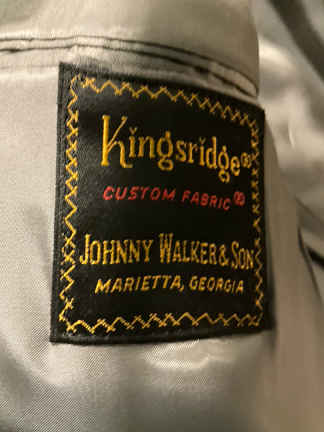 Kingsridge®
CUSTOM FABRIC®
JOHNNY WALKER & SON
MARIETTA, GEORGIA